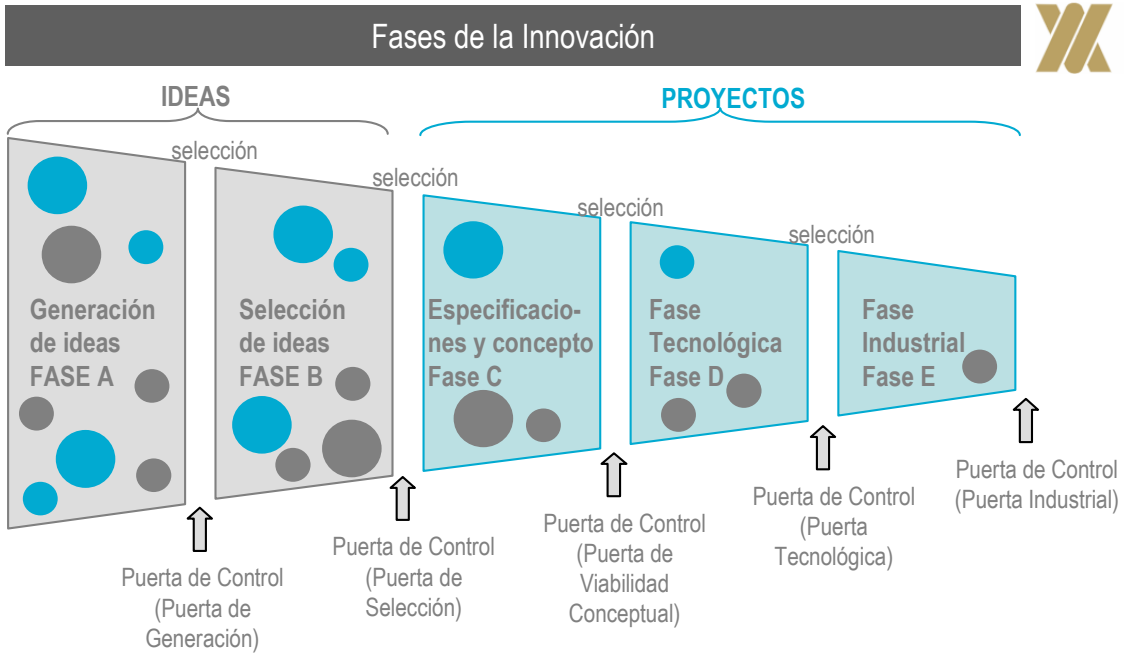 Fases de la Innovación
IDEAS
PROYECTOS
selección
selección
selección
selección
Generación
de ideas
FASE A
Selección
de ideas
FASE B
Especificacio-
nes y concepto
Fase C
Fase
Tecnológica
Fase D
Fase
Industrial
Fase E
Puerta de Control
(Puerta de
Generación)
Puerta de Control
(Puerta de
Selección)
Puerta de Control
(Puerta de
Viabilidad
Conceptual)
Puerta de Control
(Puerta
Tecnológica)
Puerta de Control
(Puerta Industrial)